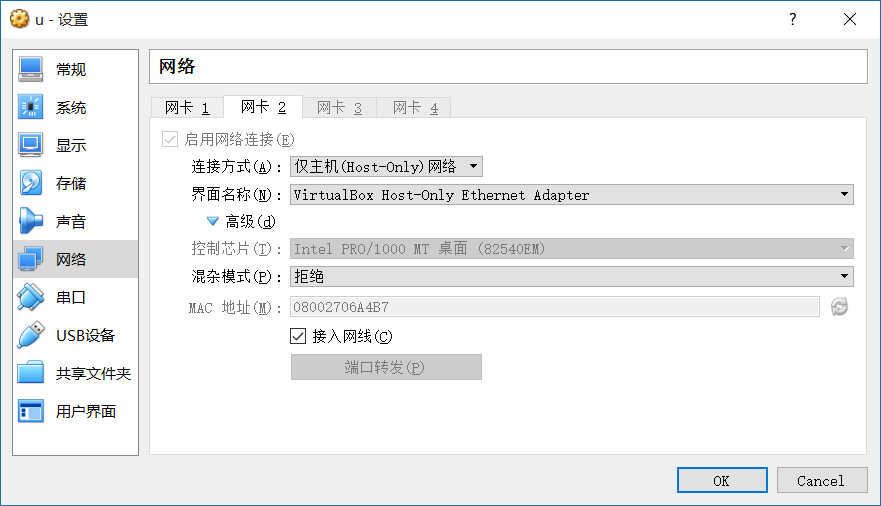 u - 设置
常规
系统
显示
存储
声音
网络
串口
USB设备
共享文件夹
用户界面
网络
网卡 1 网卡 2 网卡 3 网卡 4
启用网络连接(E)
连接方式(A): 仅主机(Host-Only)网络
界面名称(N): VirtualBox Host-Only Ethernet Adapter
高级(d)
控制芯片(T): Intel PRO/1000 MT 桌面 (82540EM)
混杂模式(P): 拒绝
MAC 地址(M): 08002706A4B7
接入网线(C)
端口转发(P)
OK Cancel